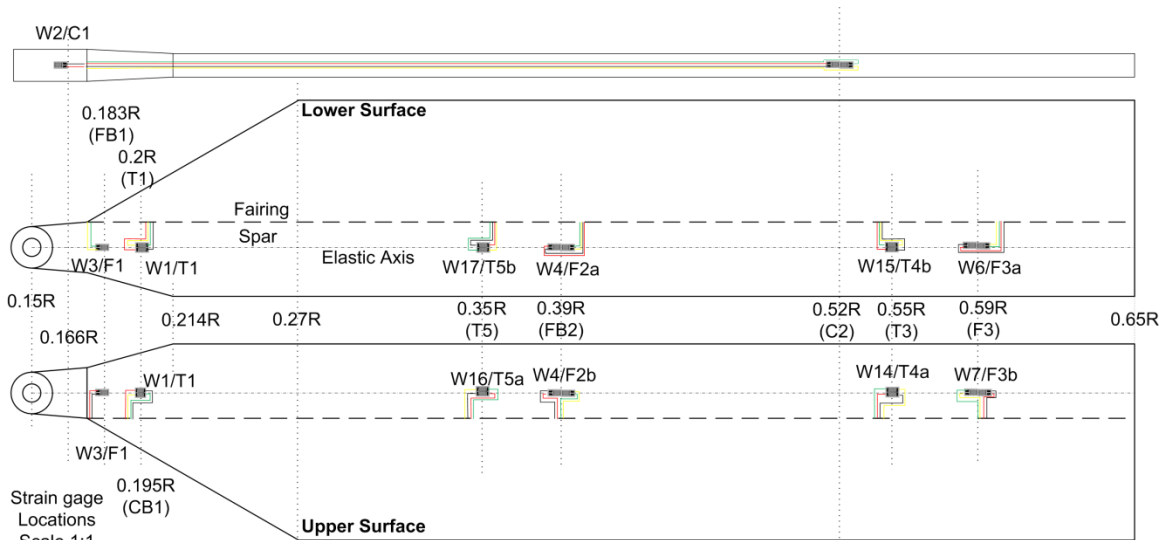 W2/C1
Lower Surface
0.183R
(FB1)
0.2R
(T1)
Fairing
Spar
Elastic Axis
W3/F1
W1/T1
W17/T5b
W4/F2a
W15/T4b
W6/F3a
0.15R
0.166R
0.214R
0.27R
0.35R
(T5)
0.39R
(FB2)
0.52R
(C2)
0.55R
(T3)
0.59R
(F3)
0.65R
W1/T1
W16/T5a
W4/F2b
W14/T4a
W7/F3b
W3/F1
0.195R
(CB1)
Strain gage
Locations
Scale 1:1
Upper Surface